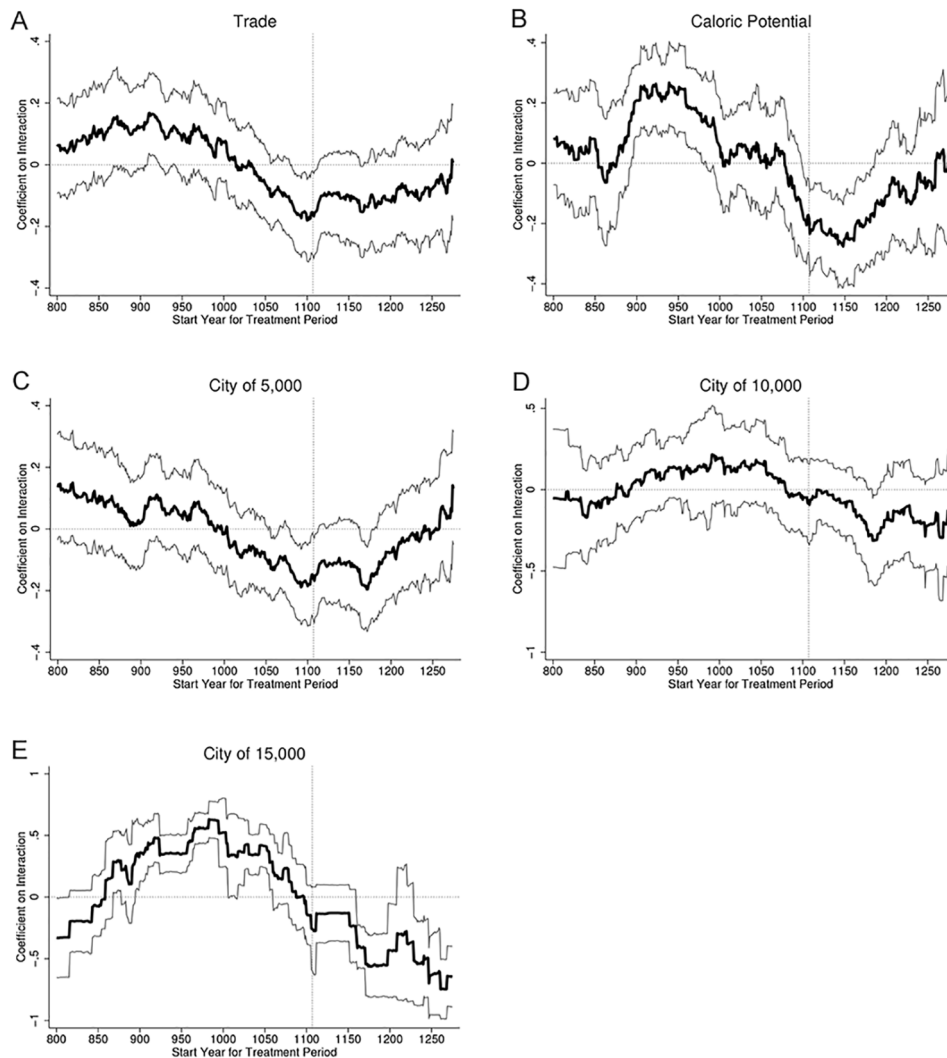 A
Trade
Coefficient on Interaction
.4
.2
0
-.2
-.4
800 850 900 950 1000 1050 1100 1150 1200 1250
Start Year for Treatment Period
B
Caloric Potential
Coefficient on Interaction
.4
.2
0
-.2
-.4
800 850 900 950 1000 1050 1100 1150 1200 1250
Start Year for Treatment Period
C
City of 5,000
Coefficient on Interaction
.4
.2
0
-.2
-.4
800 850 900 950 1000 1050 1100 1150 1200 1250
Start Year for Treatment Period
D
City of 10,000
Coefficient on Interaction
.5
0
-.5
-1
800 850 900 950 1000 1050 1100 1150 1200 1250
Start Year for Treatment Period
E
City of 15,000
Coefficient on Interaction
1
.5
0
-.5
-1
800 850 900 950 1000 1050 1100 1150 1200 1250
Start Year for Treatment Period